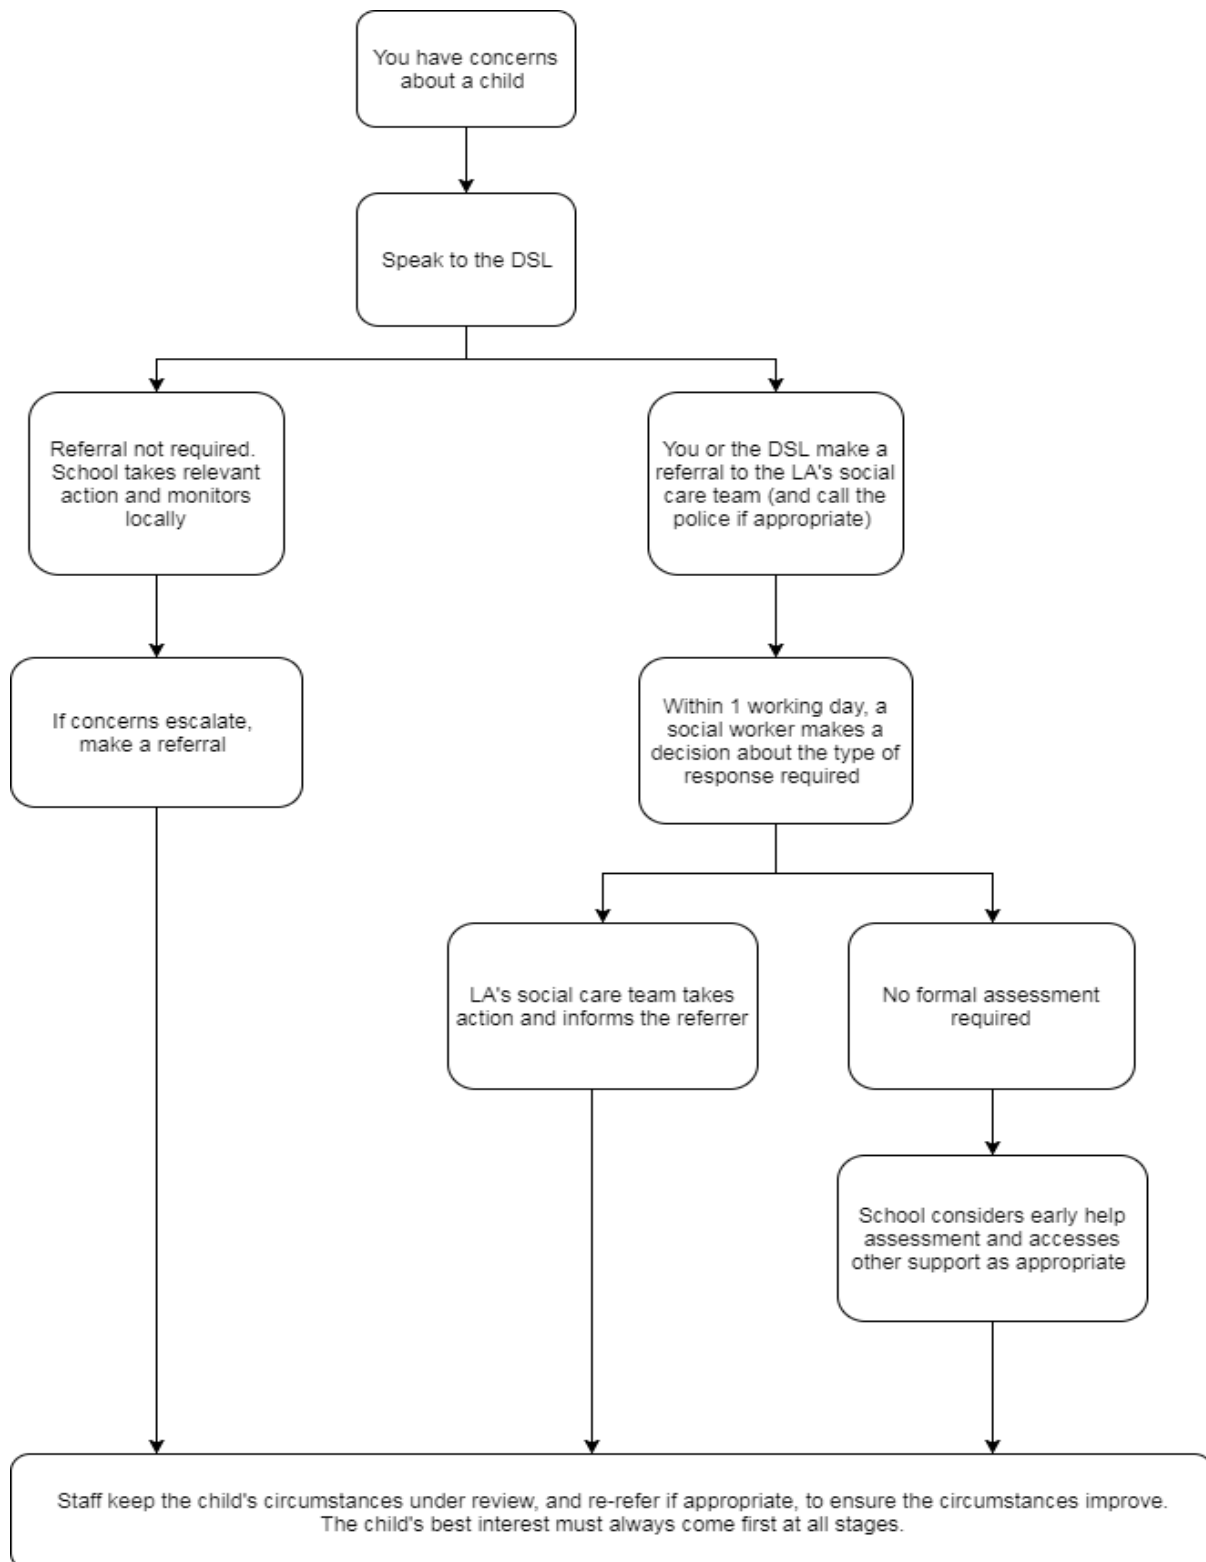 You have concerns
about a child
Speak to the DSL
Referral not required.
School takes relevant
action and monitors
locally
You or the DSL make a
referral to the LA's social
care team (and call the
police if appropriate)
If concerns escalate,
make a referral
Within 1 working day, a
social worker makes a
decision about the type of
response required
LA's social care team takes
action and informs the referrer
No formal assessment
required
School considers early help
assessment and accesses
other support as appropriate
Staff keep the child's circumstances under review, and re-refer if appropriate, to ensure the circumstances improve.
The child's best interest must always come first at all stages.